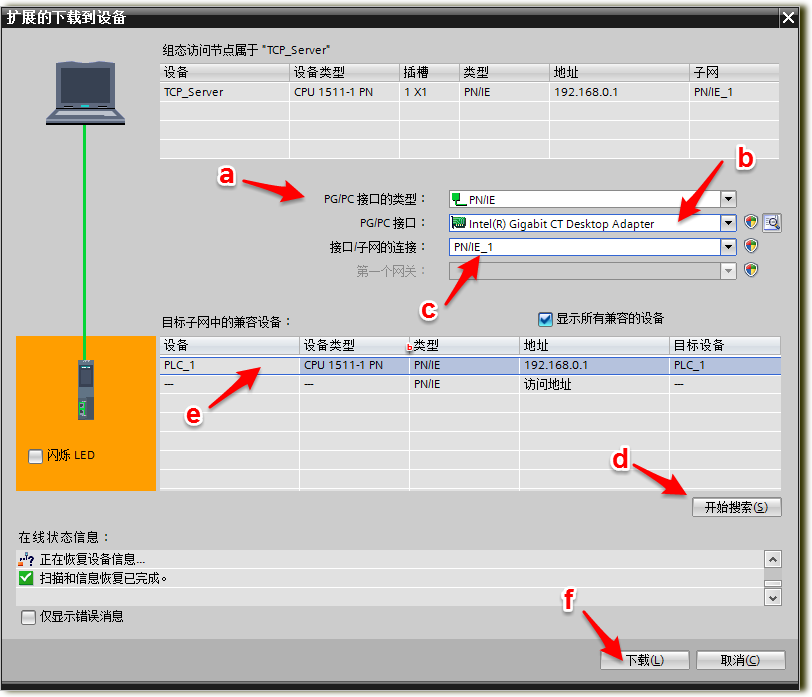 扩展的下载到设备
组态访问节点属于 "TCP_Server"
设备 设备类型 插槽 类型 地址 子网
TCP_Server CPU 1511-1 PN 1 X1 PN/IE 192.168.0.1 PN/IE_1
a
b
PG/PC 接口的类型： PN/IE
PG/PC 接口： Intel(R) Gigabit CT Desktop Adapter
接口/子网的连接： PN/IE_1
第一个网关：
c
目标子网中的兼容设备： 显示所有兼容的设备
设备 设备类型 类型 地址 目标设备
PLC_1 CPU 1511-1 PN PN/IE 192.168.0.1 PLC_1
— — PN/IE 访问地址 —
e
闪烁 LED
d
开始搜索(S)
在线状态信息：
正在恢复设备信息...
扫描和信息恢复已完成。
仅显示错误消息
f
下载(L) 取消(C)